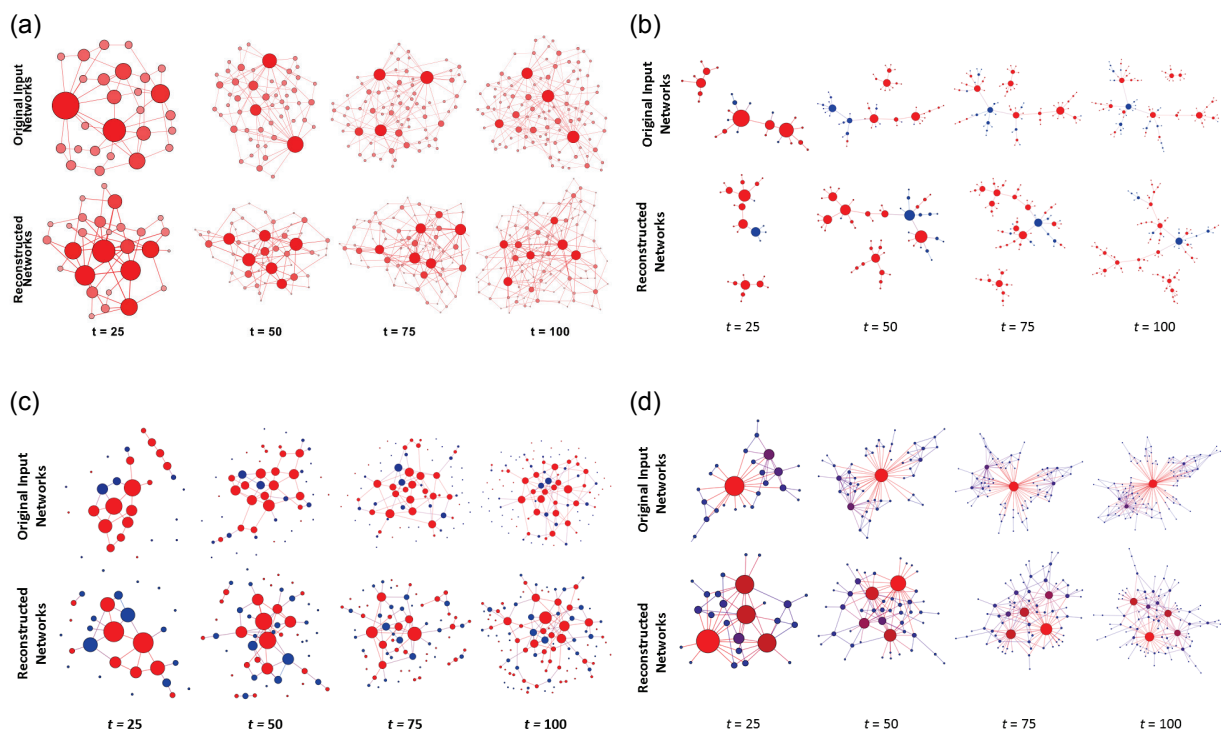 (a)
Original Input
Networks
Reconstructed
Networks
t = 25
t = 50
t = 75
t = 100
(b)
Original Input
Networks
Reconstructed
Networks
t = 25
t = 50
t = 75
t = 100
(c)
Original Input
Networks
Reconstructed
Networks
t = 25
t = 50
t = 75
t = 100
(d)
Original Input
Networks
Reconstructed
Networks
t = 25
t = 50
t = 75
t = 100